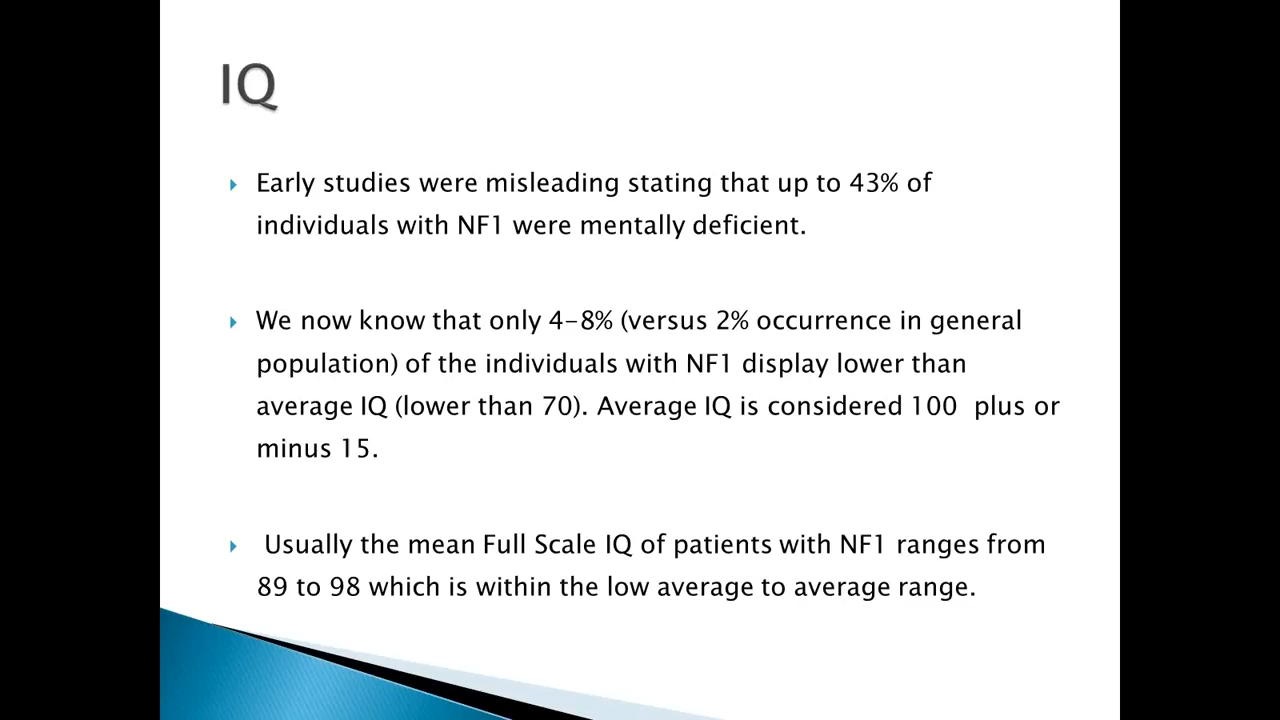 IQ
Early studies were misleading stating that up to 43% of
individuals with NF1 were mentally deficient.
We now know that only 4-8% (versus 2% occurrence in general
population) of the individuals with NF1 display lower than
average IQ (lower than 70). Average IQ is considered 100  plus or
minus 15.
Usually the mean Full Scale IQ of patients with NF1 ranges from
89 to 98 which is within the low average to average range.